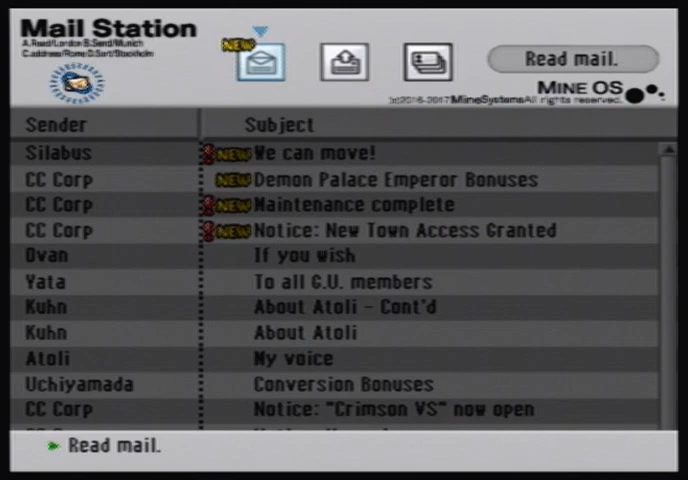 Mail Station
A.Read/London B.Send/Munich
C.address/Rome D.Sort/Stockholm
NEW
Read mail.
MINE OS
(c)2016-2017 MiineSystems All rights reserved.
Sender Subject
Silabus NEW We can move!
CC Corp NEW Demon Palace Emperor Bonuses
CC Corp NEW Maintenance complete
CC Corp NEW Notice: New Town Access Granted
Ovan If you wish
Yata To all G.U. members
Kuhn About Atoli - Cont'd
Kuhn About Atoli
Atoli My voice
Uchiyamada Conversion Bonuses
CC Corp Notice: "Crimson VS" now open
Read mail.